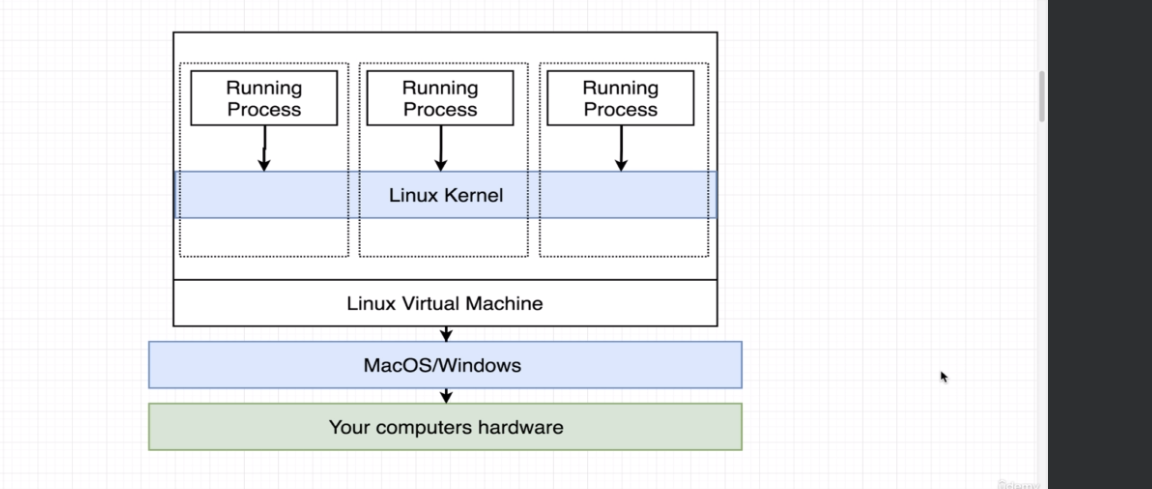 Running
Process
Running
Process
Running
Process
Linux Kernel
Linux Virtual Machine
MacOS/Windows
Your computers hardware